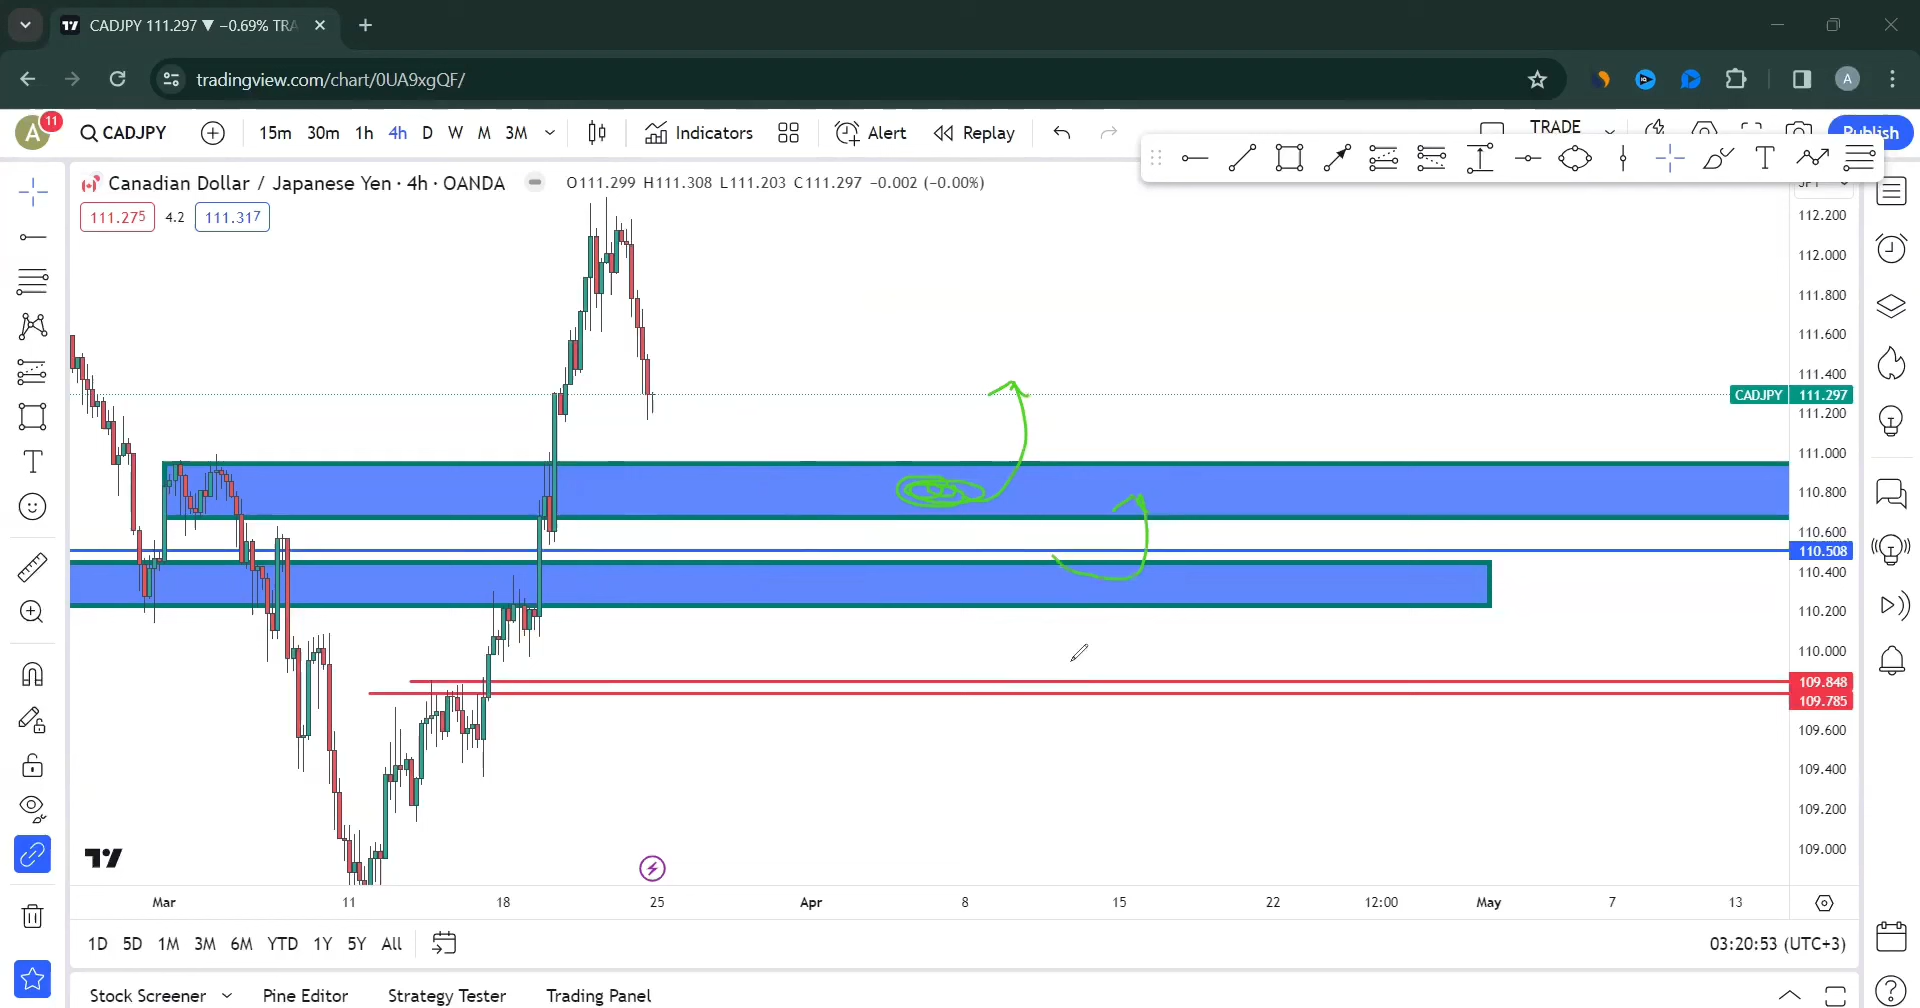 CADJPY 111.297 ▼ −0.69% TRA
tradingview.com/chart/0UA9xgQF/
A
A
11
CADJPY
15m 30m 1h 4h D W M 3M
Indicators
Alert
Replay
TRADE
Publish
Canadian Dollar / Japanese Yen · 4h · OANDA
O111.299 H111.308 L111.203 C111.297 −0.002 (−0.00%)
111.275 4.2 111.317
JPY
112.200
112.000
111.800
111.600
111.400
CADJPY 111.297
111.200
111.000
110.800
110.600
110.508
110.400
110.200
110.000
109.848
109.785
109.600
109.400
109.200
109.000
Mar 11 18 25 Apr 8 15 22 12:00 May 7 13
1D 5D 1M 3M 6M YTD 1Y 5Y All
03:20:53 (UTC+3)
Stock Screener Pine Editor Strategy Tester Trading Panel